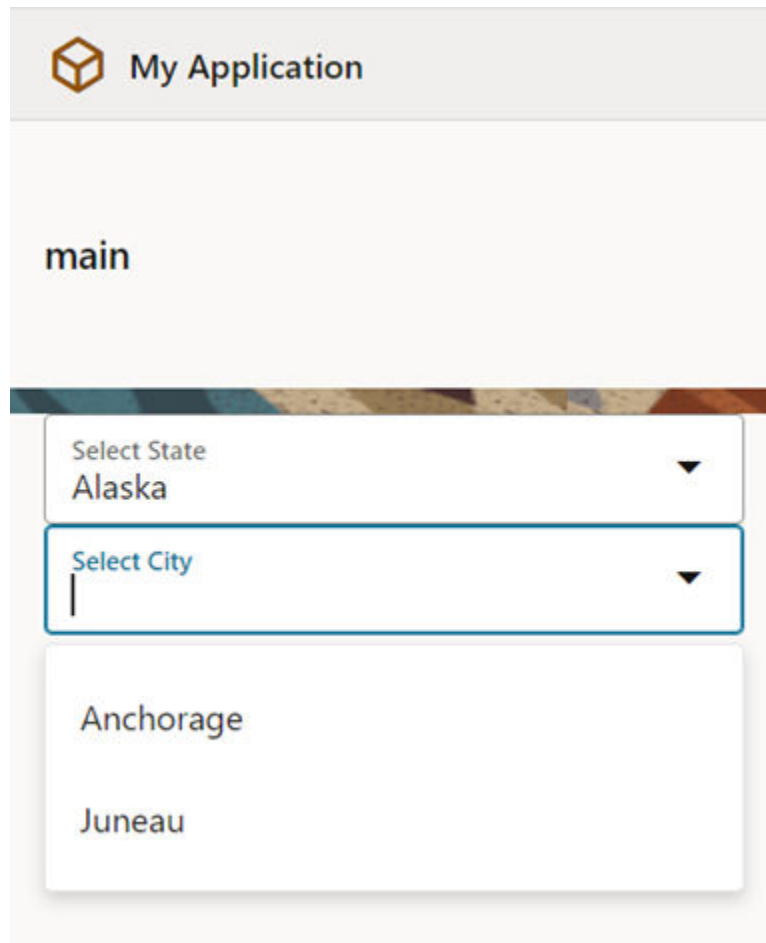 My Application
main
Select State
Alaska
Select City
Anchorage
Juneau